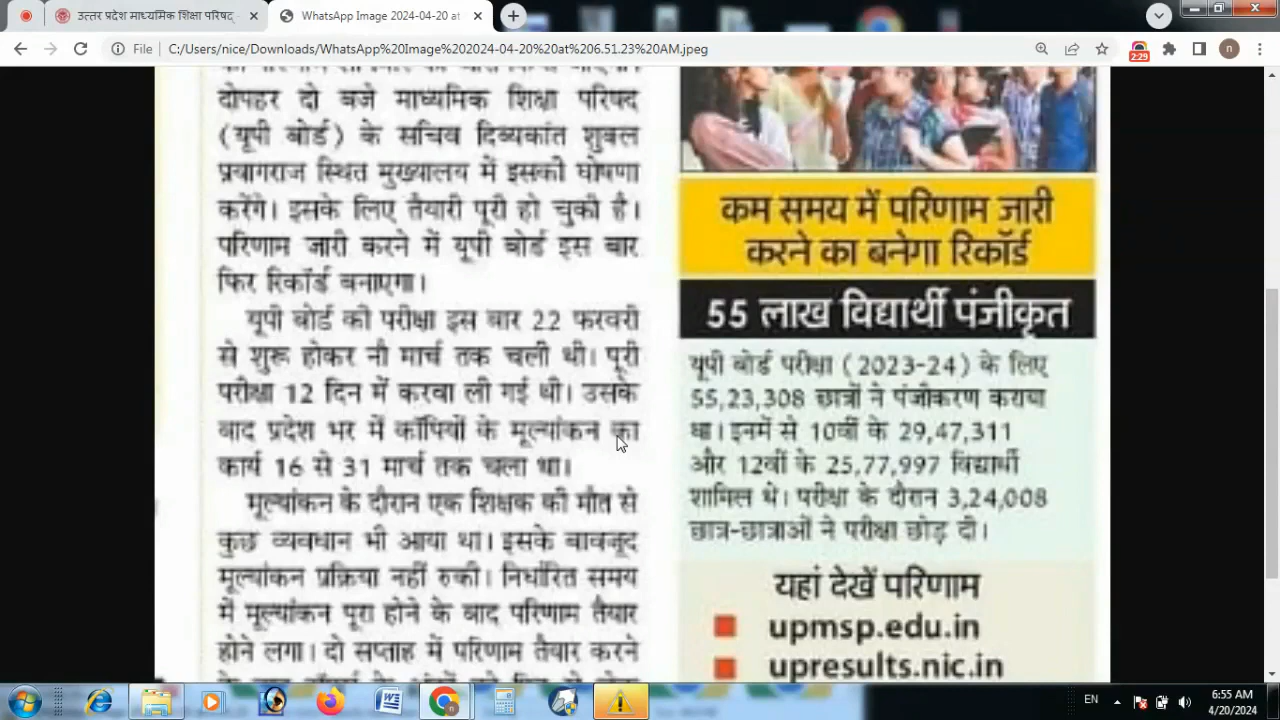 उत्तर प्रदेश माध्यमिक शिक्षा परिषद्
WhatsApp Image 2024-04-20 at
File
C:/Users/nice/Downloads/WhatsApp%20Image%202024-04-20%20at%206.51.23%20AM.jpeg
n
2:29
दोपहर दो बजे माध्यमिक शिक्षा परिषद
(यूपी बोर्ड) के सचिव दिब्यकांत शुक्ल
प्रयागराज स्थित मुख्यालय में इसकी घोषणा
करेंगे। इसके लिए तैयारी पूरी हो चुकी है।
परिणाम जारी करने में यूपी बोर्ड इस बार
फिर रिकॉर्ड बनाएगा।
यूपी बोर्ड की परीक्षा इस बार 22 फरवरी
से शुरू होकर नौ मार्च तक चली थी। पूरी
परीक्षा 12 दिन में करवा ली गई थी। उसके
बाद प्रदेश भर में कॉपियों के मूल्यांकन का
कार्य 16 से 31 मार्च तक चला था।
मूल्यांकन के दौरान एक शिक्षक की मौत से
कुछ व्यवधान भी आया था। इसके बावजूद
मूल्यांकन प्रक्रिया नहीं रुकी। निर्धारित समय
में मूल्यांकन पूरा होने के बाद परिणाम तैयार
होने लगा। दो सप्ताह में परिणाम तैयार करने
कम समय में परिणाम जारी
करने का बनेगा रिकॉर्ड
55 लाख विद्यार्थी पंजीकृत
यूपी बोर्ड परीक्षा (2023-24) के लिए
55,23,308 छात्रों ने पंजीकरण कराया
था। इनमें से 10वीं के 29,47,311
और 12वीं के 25,77,997 विद्यार्थी
शामिल थे। परीक्षा के दौरान 3,24,008
छात्र-छात्राओं ने परीक्षा छोड़ दी।
यहां देखें परिणाम
upmsp.edu.in
upresults.nic.in
EN
6:55 AM
4/20/2024